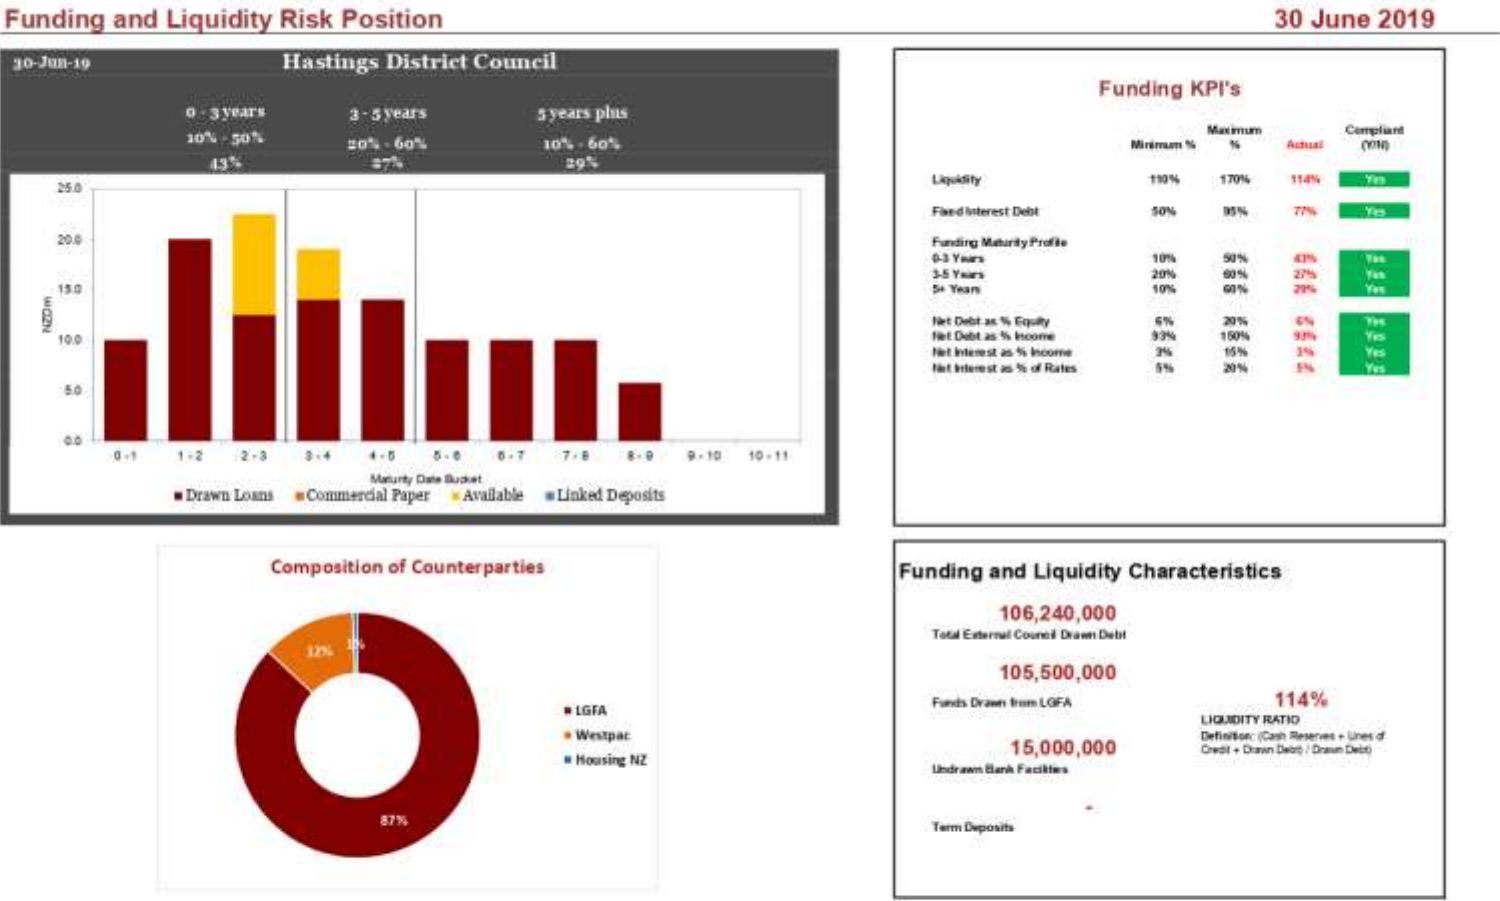 Funding and Liquidity Risk Position
30 June 2019
30-Jun-19
Hastings District Council
0 - 3 years 3 - 5 years 5 years plus
10% - 50% 20% - 60% 10% - 60%
43% 27% 29%
25.0
20.0
15.0
10.0
5.0
0.0
NZDm
0 - 1 1 - 2 2 - 3 3 - 4 4 - 5 5 - 6 6 - 7 7 - 8 8 - 9 9 - 10 10 - 11
Maturity Date Bucket
Drawn Loans Commercial Paper Available Linked Deposits
Funding KPI's
Minimum % Maximum % Actual Compliant (Y/N)
Liquidity 110% 170% 114% Yes
Fixed Interest Debt 50% 95% 77% Yes
Funding Maturity Profile
0-3 Years 10% 50% 43% Yes
3-5 Years 20% 60% 27% Yes
5+ Years 10% 60% 29% Yes
Net Debt as % Equity 6% 20% 6% Yes
Net Debt as % Income 93% 150% 93% Yes
Net Interest as % Income 3% 15% 3% Yes
Net Interest as % of Rates 5% 20% 5% Yes
Composition of Counterparties
12%
1%
87%
LGFA
Westpac
Housing NZ
Funding and Liquidity Characteristics
106,240,000
Total External Council Drawn Debt
105,500,000
Funds Drawn from LGFA
15,000,000
Undrawn Bank Facilities
-
Term Deposits
114%
LIQUIDITY RATIO
Definition: (Cash Reserves + Lines of
Credit + Drawn Debt) / Drawn Debt)